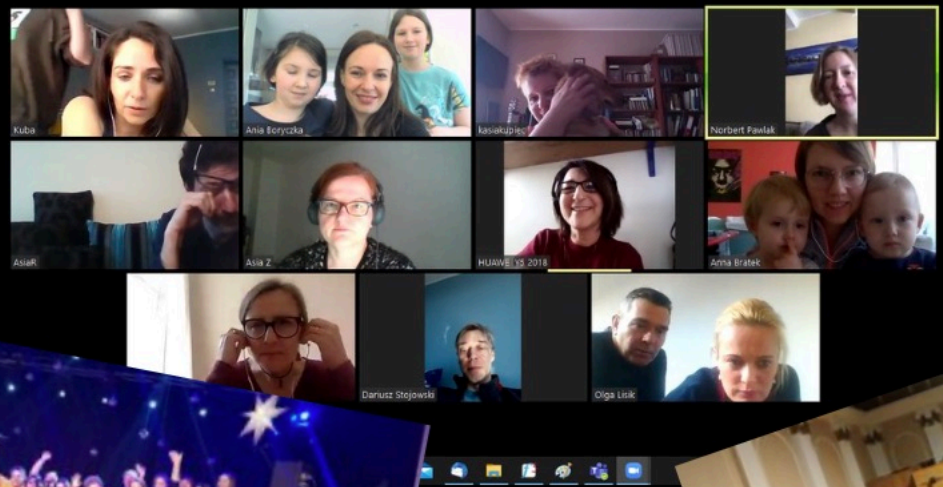 Kuba
Ania Boryczka
kasiakupiec
Norbert Pawlak
AsiaR
Asia Z
HUAWEI Y5 2018
Anna Bratek
Dariusz Stojowski
Olga Lisik